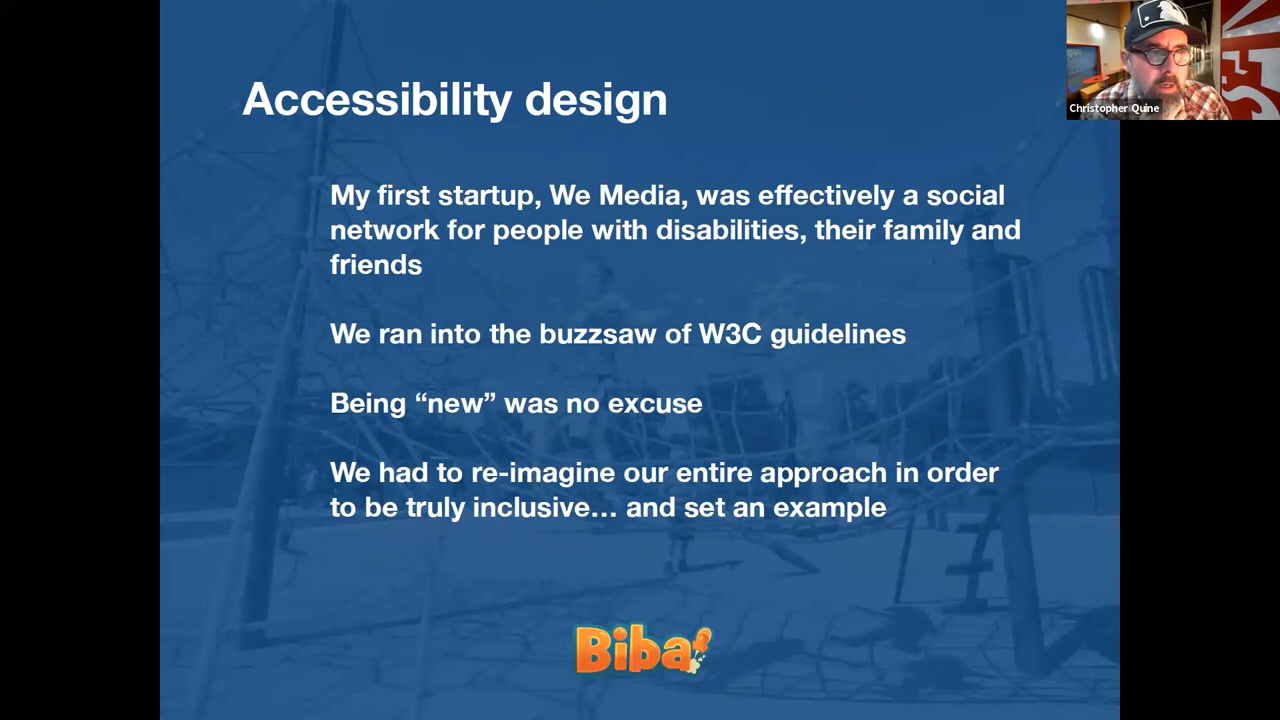 Accessibility design
Christopher Quine
My first startup, We Media, was effectively a social
network for people with disabilities, their family and
friends
We ran into the buzzsaw of W3C guidelines
Being “new” was no excuse
We had to re-imagine our entire approach in order
to be truly inclusive… and set an example
Biba